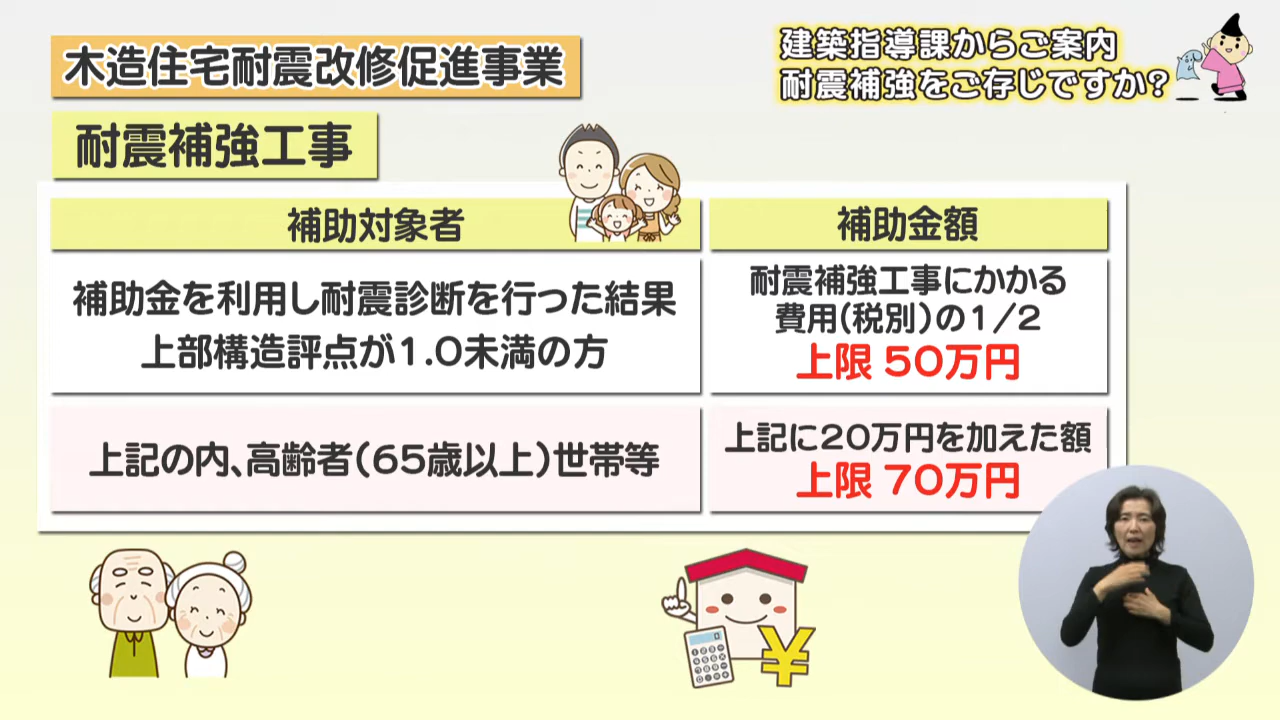 木造住宅耐震改修促進事業
建築指導課からご案内
耐震補強をご存じですか?
耐震補強工事
補助対象者
補助金額
補助金を利用し耐震診断を行った結果
上部構造評点が1.0未満の方
耐震補強工事にかかる
費用(税別)の1/2
上限 50万円
上記の内、高齢者(65歳以上)世帯等
上記に20万円を加えた額
上限 70万円
¥